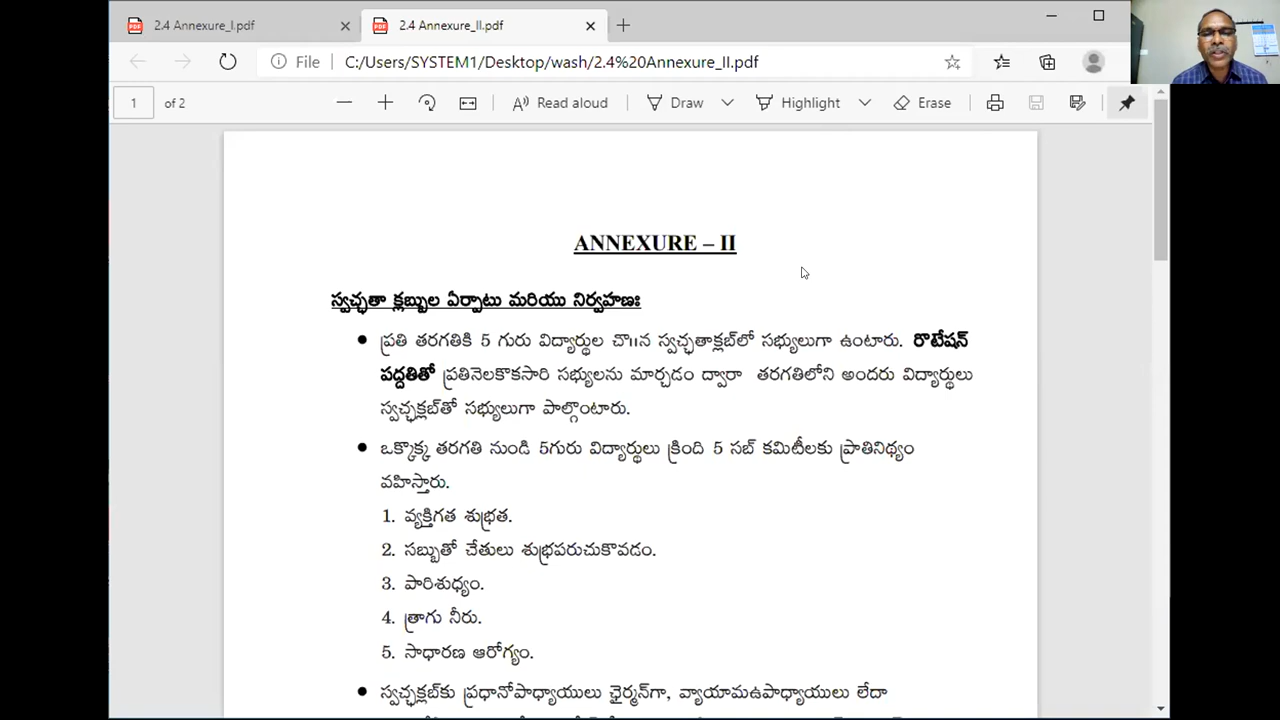 2.4 Annexure_I.pdf
2.4 Annexure_II.pdf
File C:/Users/SYSTEM1/Desktop/wash/2.4%20Annexure_II.pdf
1 of 2 Read aloud Draw Highlight Erase
ANNEXURE – II
స్వచ్ఛతా క్లబ్బుల ఏర్పాటు మరియు నిర్వహణః
• ప్రతి తరగతికి 5 గురు విద్యార్థుల చొ॥న స్వచ్ఛతాక్లబ్‌లో సభ్యులుగా ఉంటారు. రొటేషన్
పద్దతితో ప్రతినెలకొకసారి సభ్యులను మార్చడం ద్వారా తరగతిలోని అందరు విద్యార్థులు
స్వచ్ఛక్లబ్‌తో సభ్యులుగా పాల్గొంటారు.
• ఒక్కొక్క తరగతి నుండి 5గురు విద్యార్థులు క్రింది 5 సబ్ కమిటీలకు ప్రాతినిథ్యం
వహిస్తారు.
1. వ్యక్తిగత శుభ్రత.
2. సబ్బుతో చేతులు శుభ్రపరుచుకొవడం.
3. పారిశుధ్యం.
4. త్రాగు నీరు.
5. సాధారణ ఆరోగ్యం.
• స్వచ్ఛక్లబ్‌కు ప్రధానోపాధ్యాయులు ఛైర్మన్‌గా, వ్యాయామఉపాధ్యాయులు లేదా